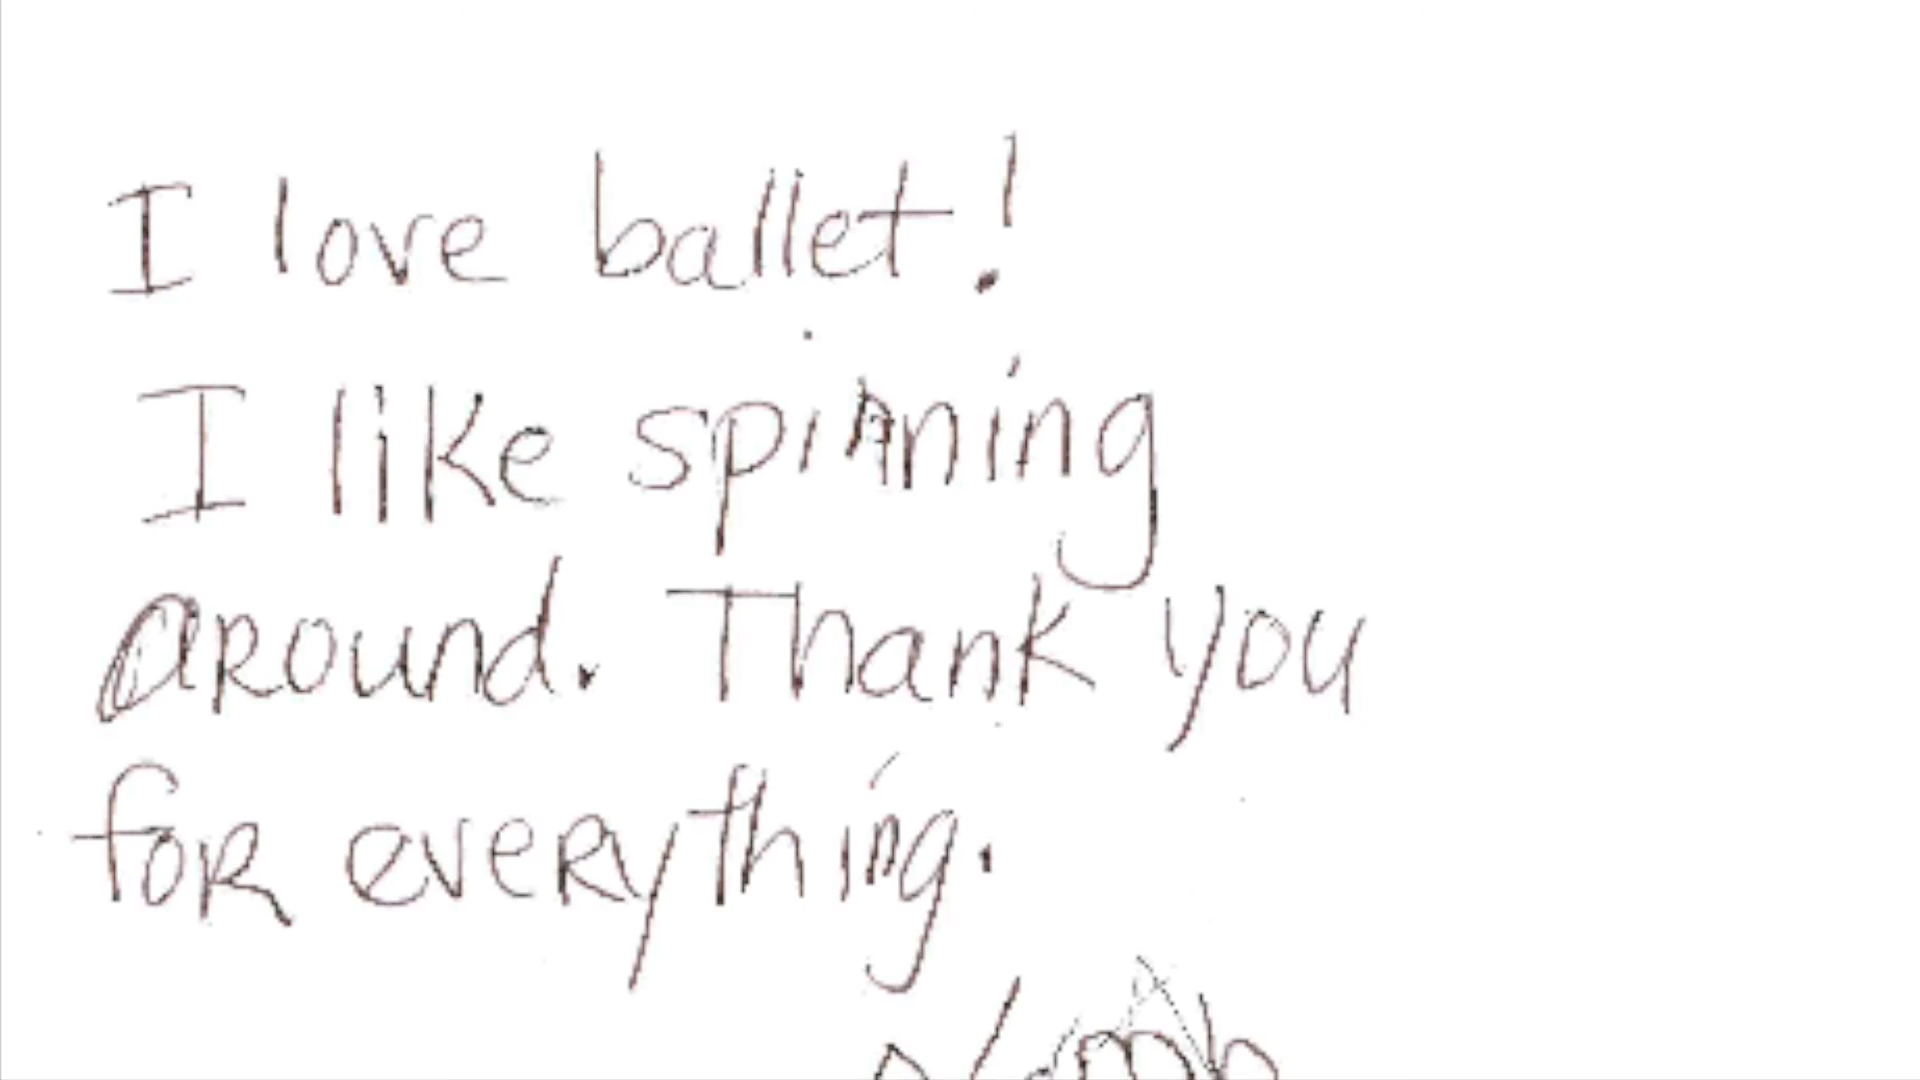 I love ballet!
I like spinning
around. Thank you
for everything.